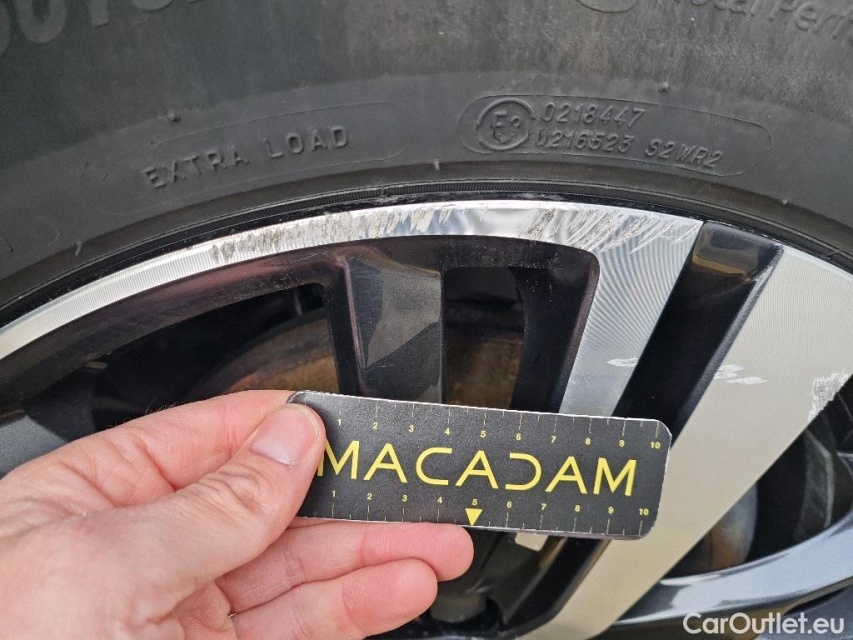 EXTRA LOAD
E9
0218447
0216523 S2WR2
1 2 3 4 5 6 7 8 9 10
MACADAM
1 2 3 4 5 6 7 8 9 10
CarOutlet.eu